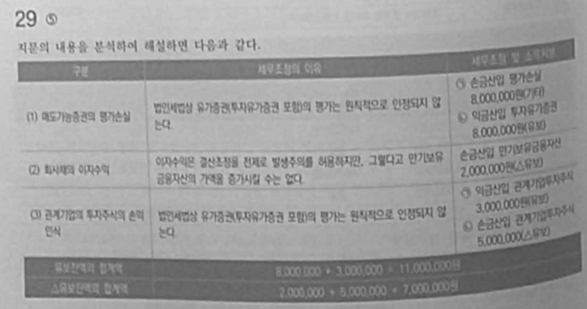 29 ⑤
지문의 내용을 분석하여 해설하면 다음과 같다.
구분 세무조정의 이유 세무조정 및 소득처분
(1) 매도가능증권의 평가손실
법인세법상 유가증권(투자유가증권 포함)의 평가는 원칙적으로 인정되지 않
는다.
㉠ 손금산입 평가손실
8,000,000원(기타)
㉡ 익금산입 투자유가증권
8,000,000원(유보)
(2) 회사채의 이자수익
이자수익은 결산조정을 전제로 발생주의를 허용하지만, 그렇다고 만기보유
금융자산의 가액을 증가시킬 수는 없다.
손금산입 만기보유금융자산
2,000,000원(△유보)
(3) 관계기업의 투자주식의 손익
인식
법인세법상 유가증권(투자유가증권 포함)의 평가는 원칙적으로 인정되지 않
는다.
㉠ 익금산입 관계기업투자주식
3,000,000원(유보)
㉡ 손금산입 관계기업투자주식
5,000,000(△유보)
유보잔액의 합계액 8,000,000 + 3,000,000 = 11,000,000원
△유보잔액의 합계액 2,000,000 + 5,000,000 = 7,000,000원